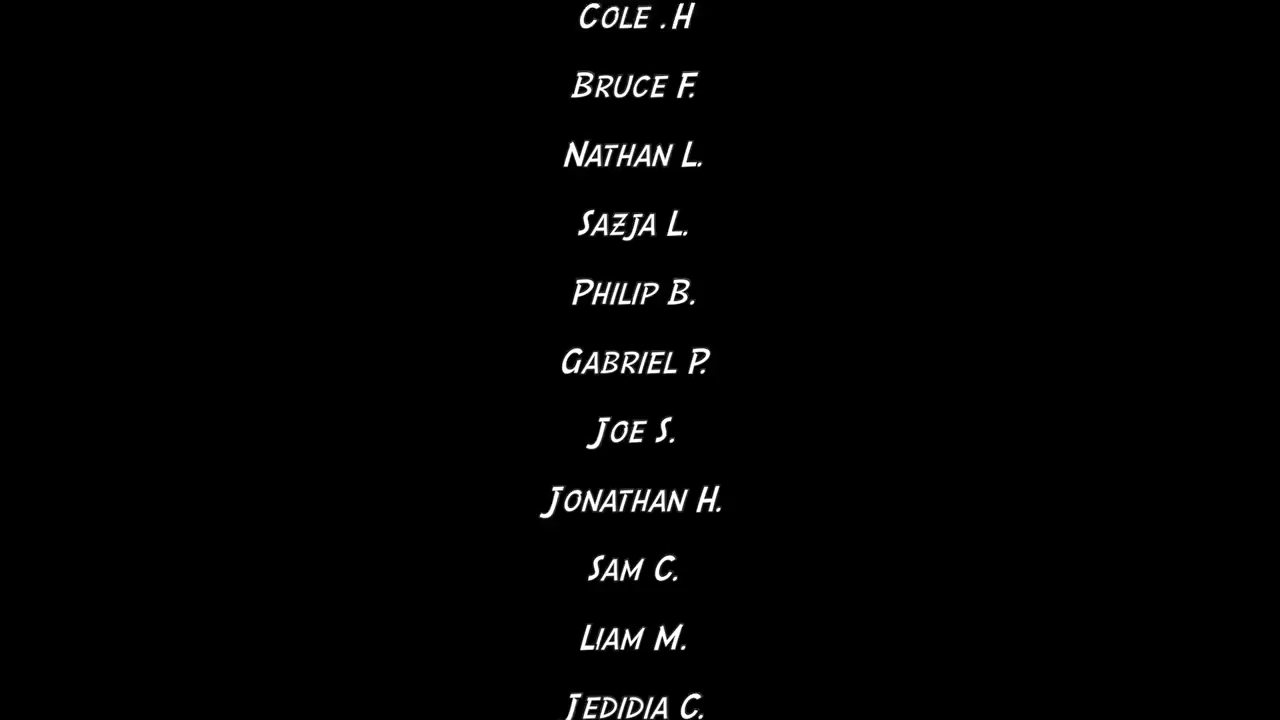 Cole .H
Bruce F.
Nathan L.
Sazja L.
Philip B.
Gabriel P.
Joe S.
Jonathan H.
Sam C.
Liam M.
Jedidia C.